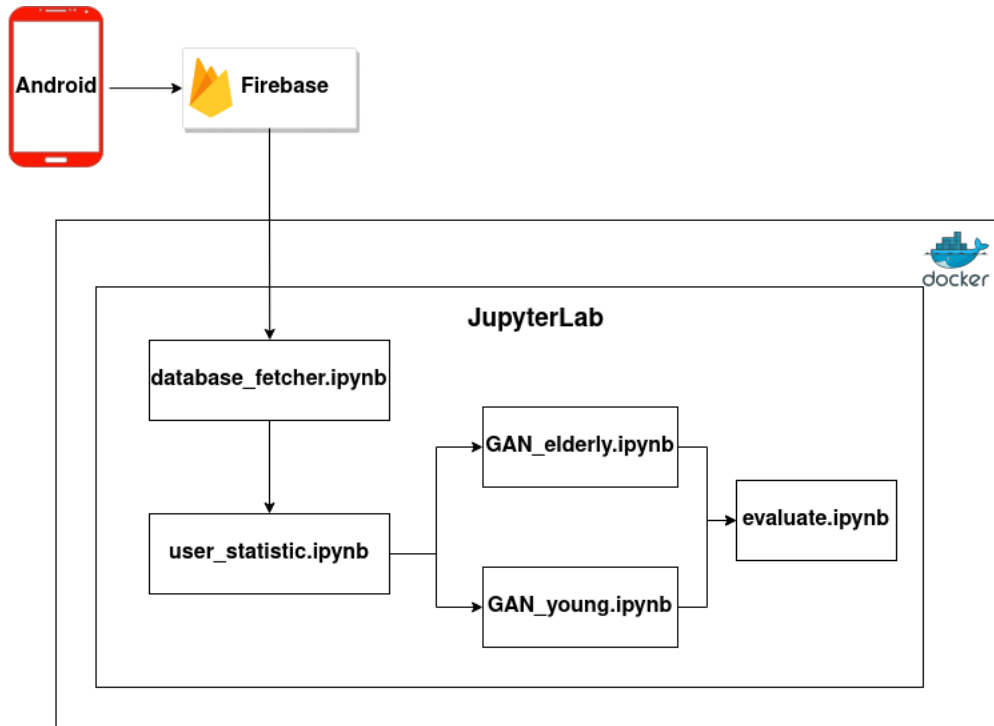 Android
Firebase
docker
JupyterLab
database_fetcher.ipynb
GAN_elderly.ipynb
evaluate.ipynb
user_statistic.ipynb
GAN_young.ipynb